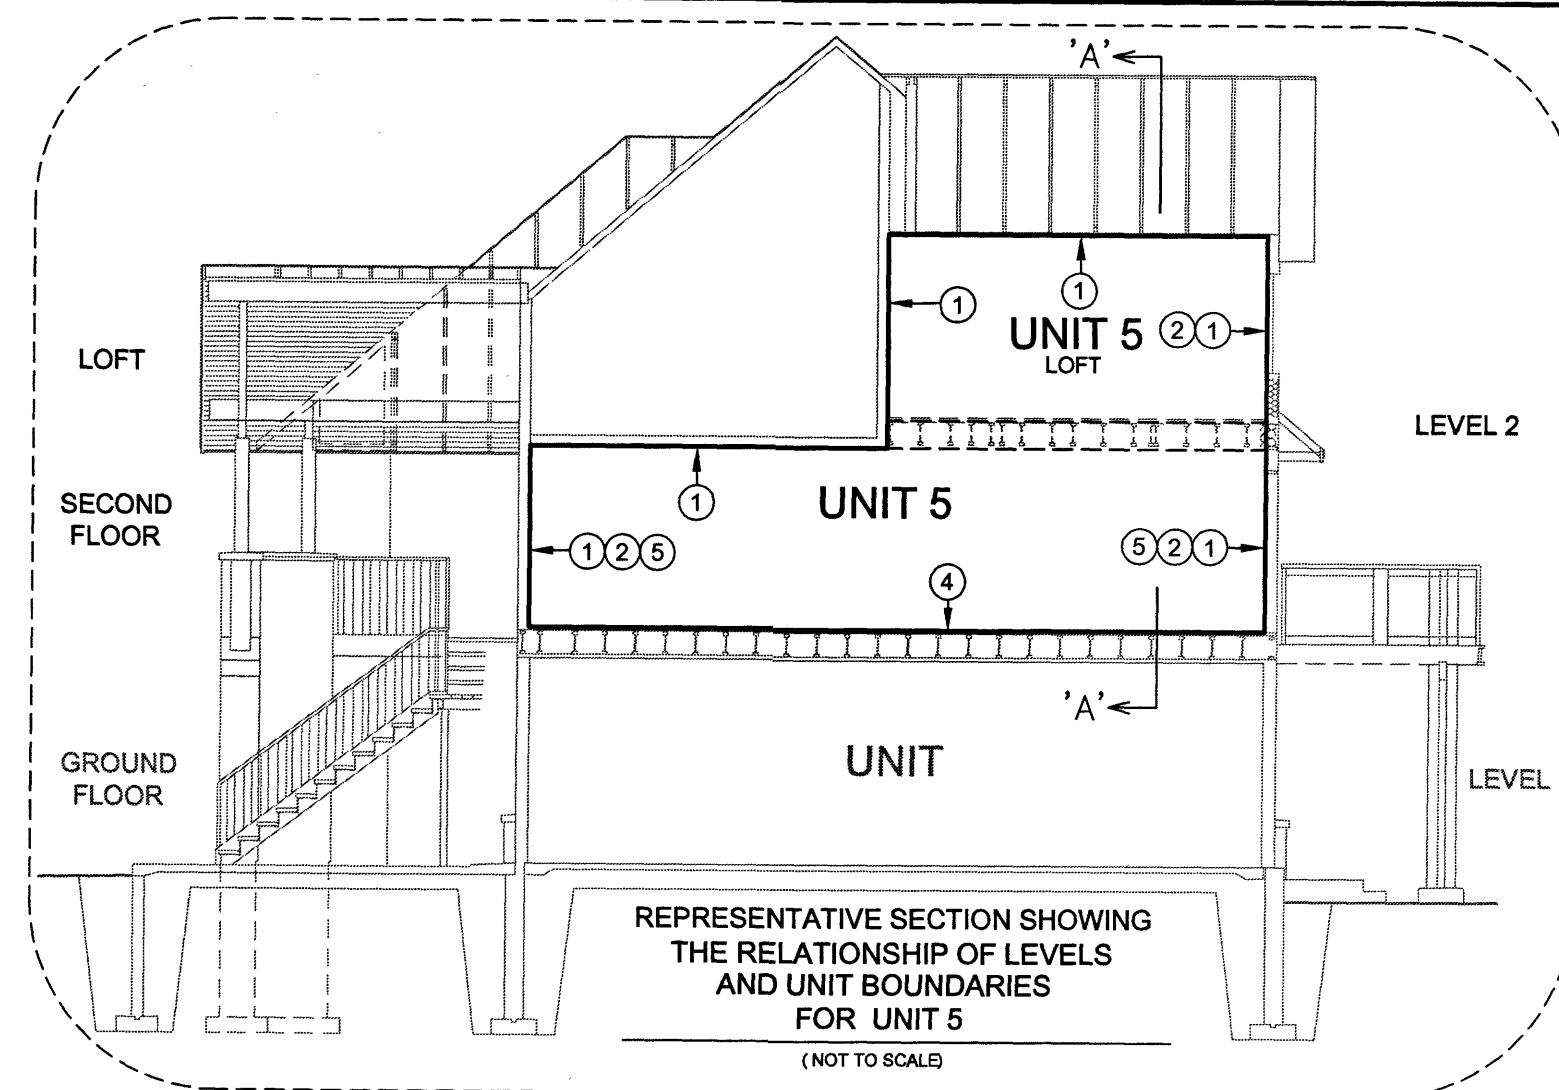 'A'
1
1
UNIT 5
2 1
LOFT
LOFT
LEVEL 2
SECOND
FLOOR
1
UNIT 5
1 2 5
5 2 1
4
'A'
GROUND
FLOOR
UNIT
LEVEL
REPRESENTATIVE SECTION SHOWING
THE RELATIONSHIP OF LEVELS
AND UNIT BOUNDARIES
FOR UNIT 5
( NOT TO SCALE)